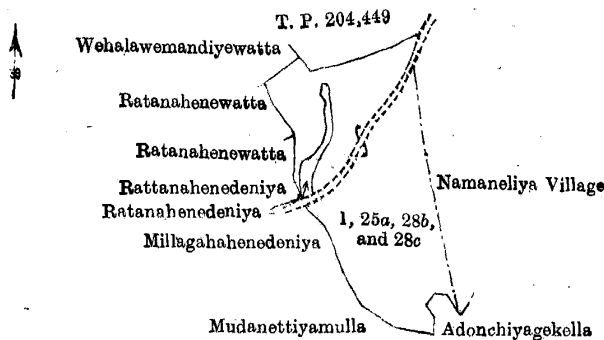 T. P. 204,449
Wehalawemandiyewatta
Ratanahenewatta
Ratanahenewatta
Rattanahenedeniya
Ratanahenedeniya
Namaneliya Village
1, 25a, 28b,
and 28c
Millagahahenedeniya
Mudanettiyamulla
Adonchiyagekella